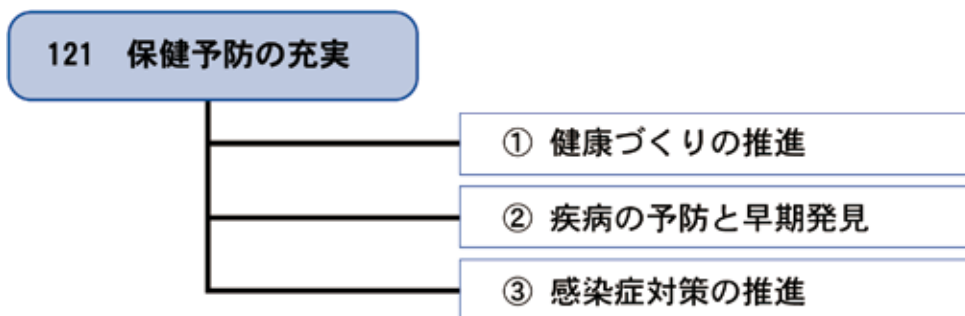 121 保健予防の充実
① 健康づくりの推進
② 疾病の予防と早期発見
③ 感染症対策の推進